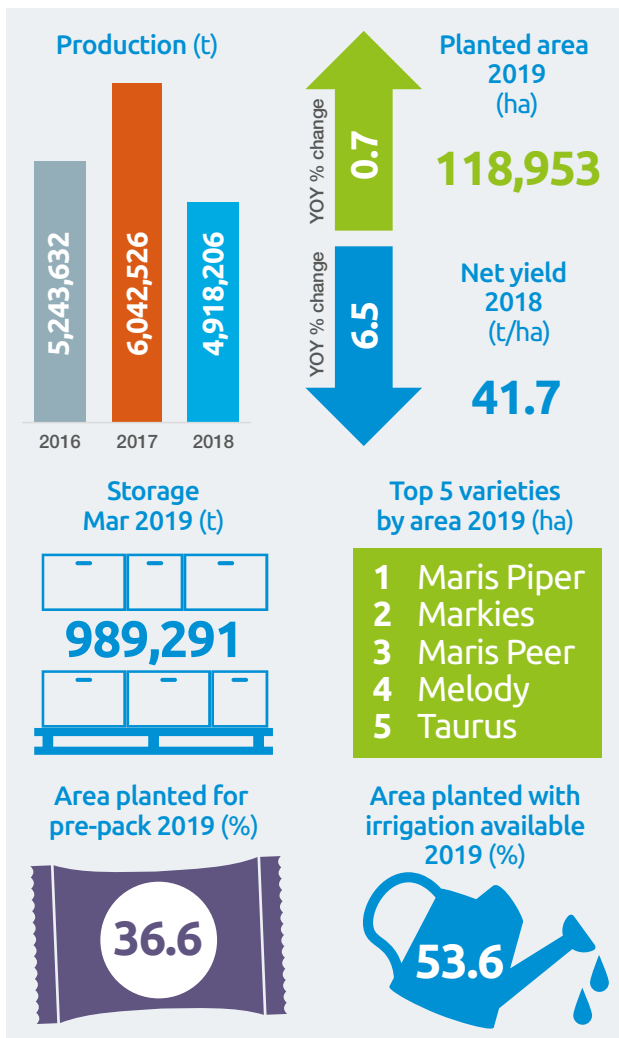 Production (t)
5,243,632
6,042,526
4,918,206
2016
2017
2018
YOY % change
0.7
Planted area
2019
(ha)
118,953
YOY % change
6.5
Net yield
2018
(t/ha)
41.7
Storage
Mar 2019 (t)
989,291
Top 5 varieties
by area 2019 (ha)
1 Maris Piper
2 Markies
3 Maris Peer
4 Melody
5 Taurus
Area planted for
pre-pack 2019 (%)
36.6
Area planted with
irrigation available
2019 (%)
53.6